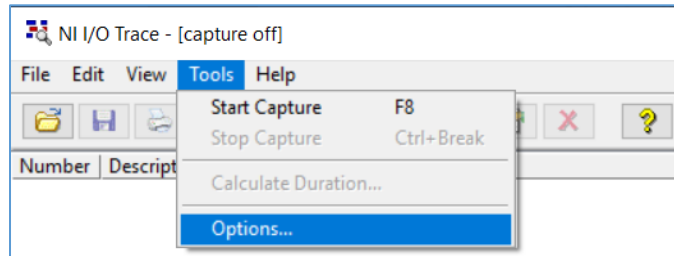 NI I/O Trace - [capture off]
File Edit View Tools Help
Start Capture F8
Stop Capture Ctrl+Break
Number Descript
Calculate Duration...
Options...